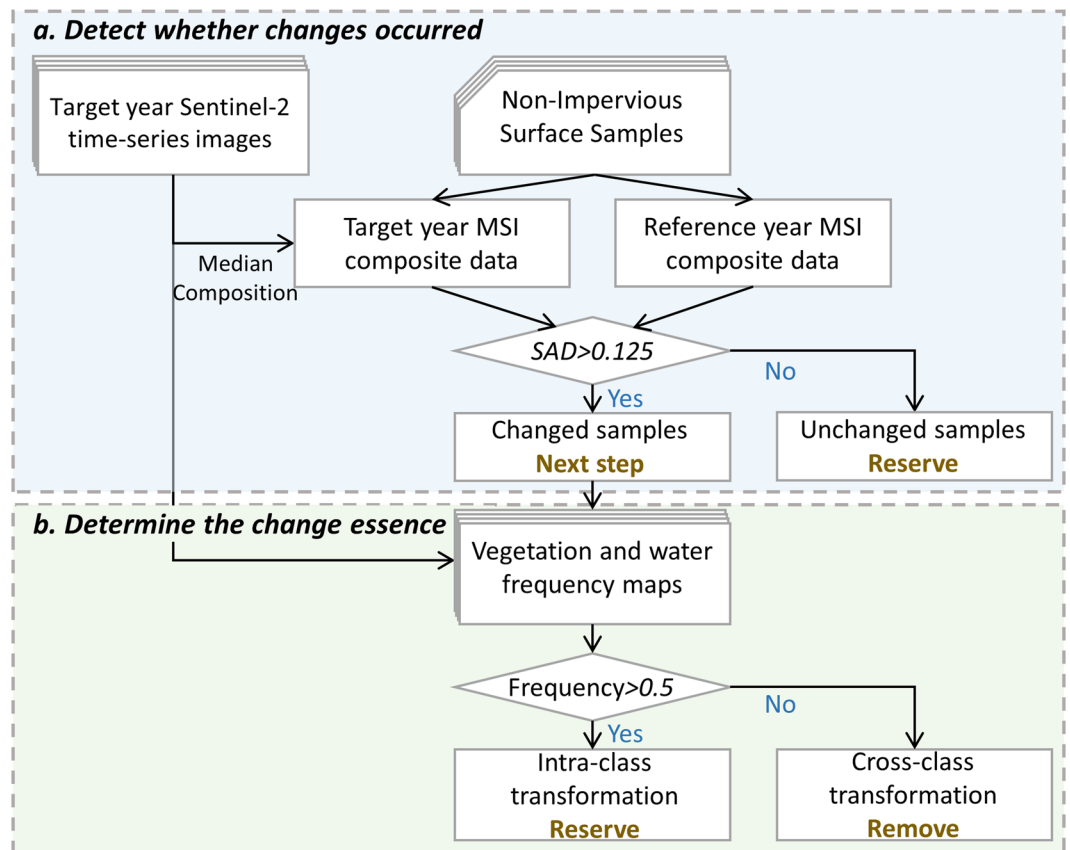 a. Detect whether changes occurred
Target year Sentinel-2
time-series images
Non-Impervious
Surface Samples
Target year MSI
composite data
Reference year MSI
composite data
Median
Composition
SAD>0.125
No
Yes
Changed samples
Next step
Unchanged samples
Reserve
b. Determine the change essence
Vegetation and water
frequency maps
Frequency>0.5
No
Yes
Intra-class
transformation
Reserve
Cross-class
transformation
Remove